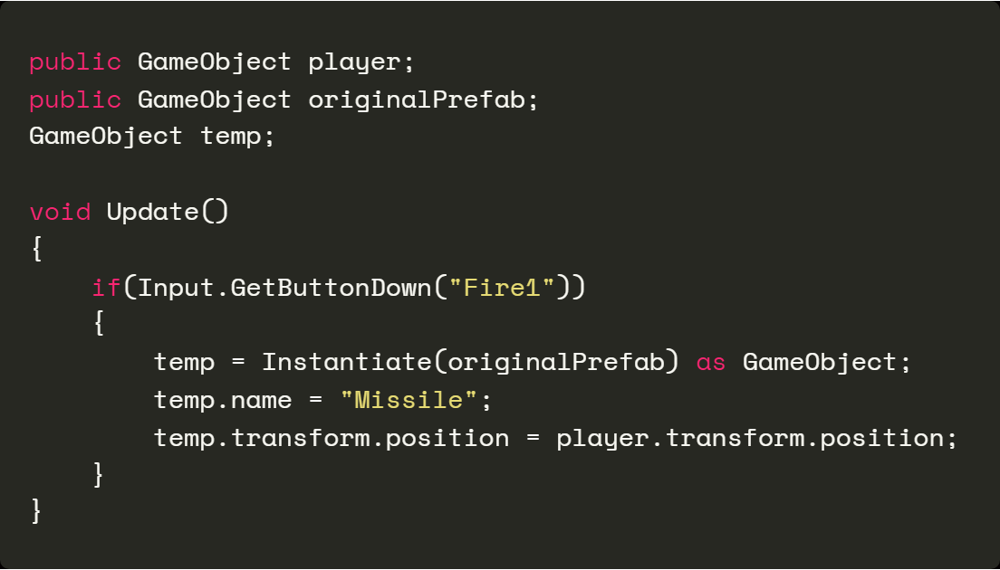 public GameObject player;
public GameObject originalPrefab;
GameObject temp;
void Update()
{
if(Input.GetButtonDown("Fire1"))
{
temp = Instantiate(originalPrefab) as GameObject;
temp.name = "Missile";
temp.transform.position = player.transform.position;
}
}